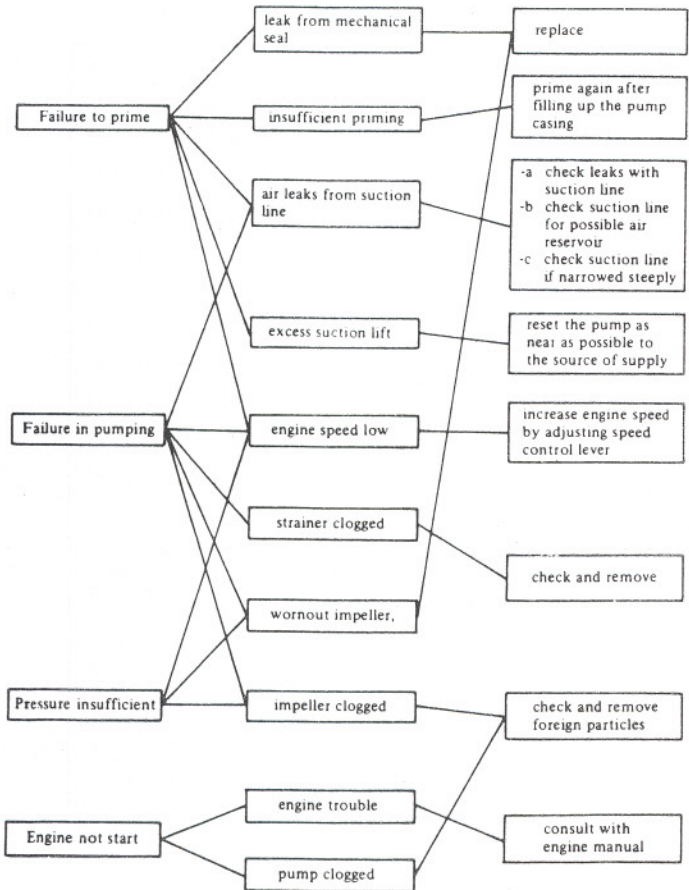 leak from mechanical
seal
replace
Failure to prime
insufficient priming
prime again after
filling up the pump
casing
air leaks from suction
line
-a check leaks with
suction line
-b check suction line
for possible air
reservoir
-c check suction line
if narrowed steeply
excess suction lift
reset the pump as
near as possible to
the source of supply
Failure in pumping
engine speed low
increase engine speed
by adjusting speed
control lever
strainer clogged
check and remove
wornout impeller,
Pressure insufficient
impeller clogged
check and remove
foreign particles
engine trouble
Engine not start
consult with
engine manual
pump clogged